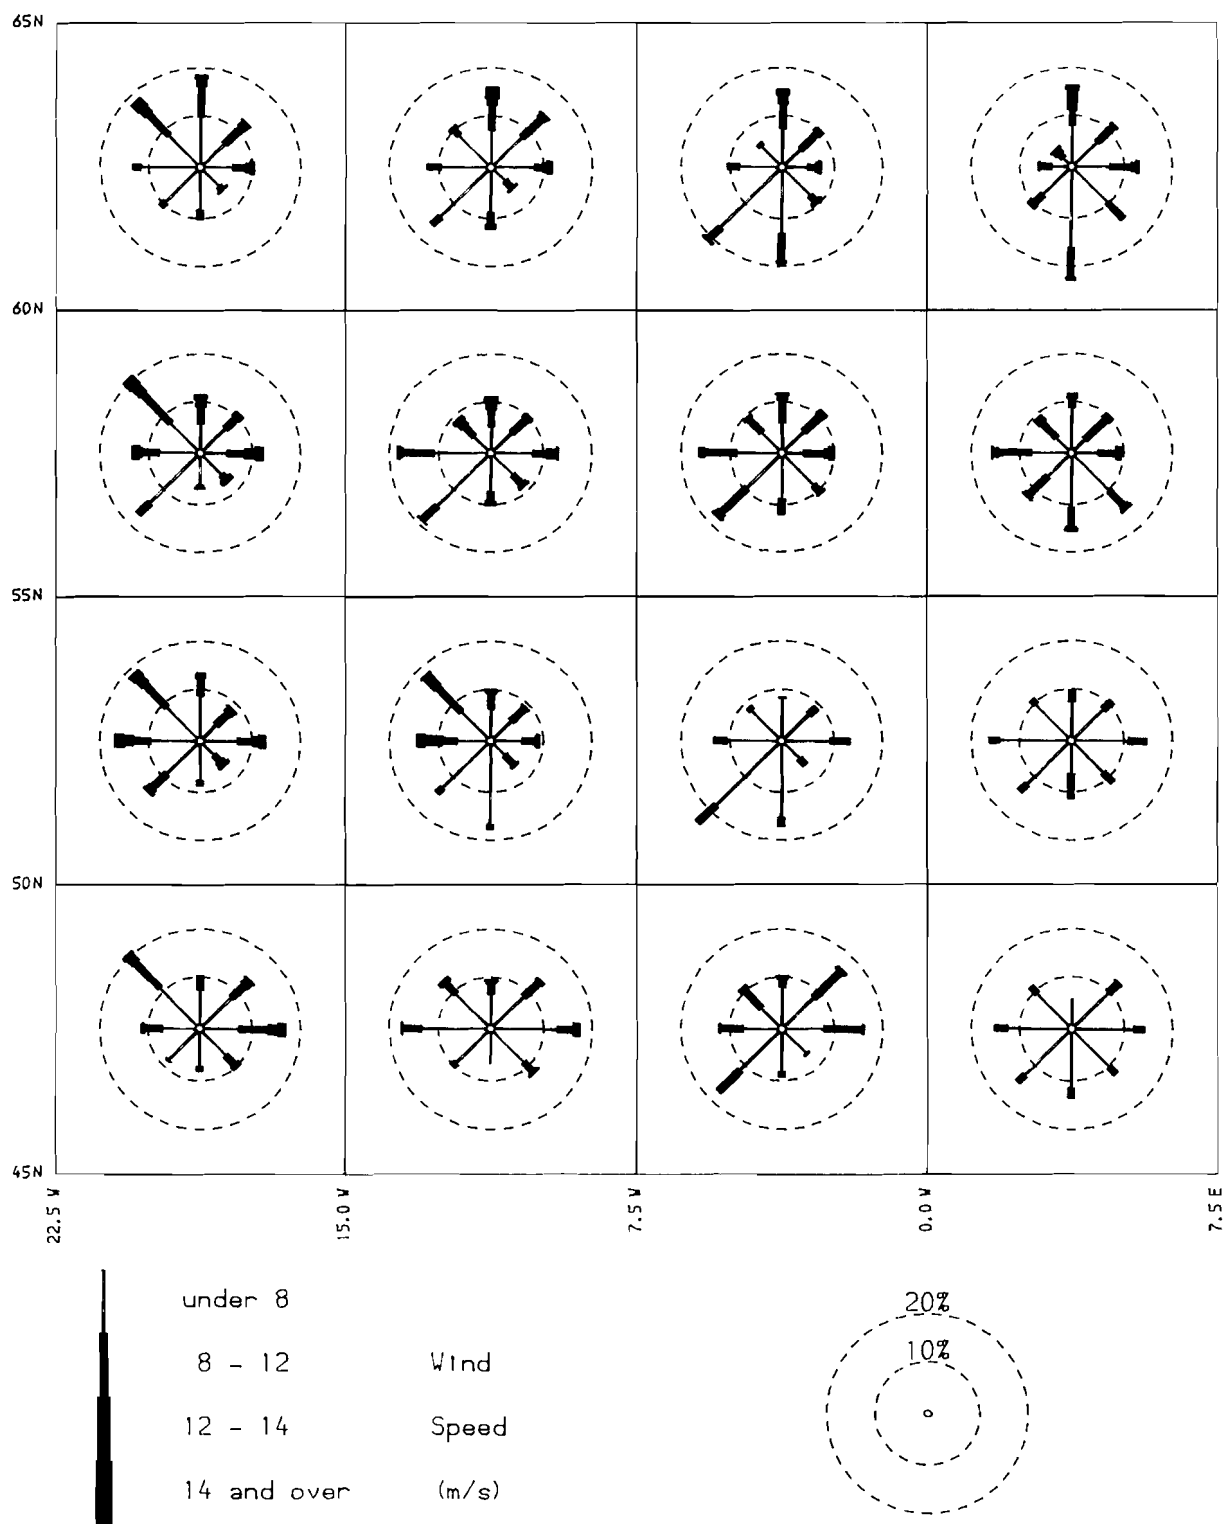 65N
60N
55N
50N
45N
22.5 W
15.0 W
7.5 W
0.0 W
7.5 E
under 8
8 - 12 Wind
12 - 14 Speed
14 and over (m/s)
20%
10%